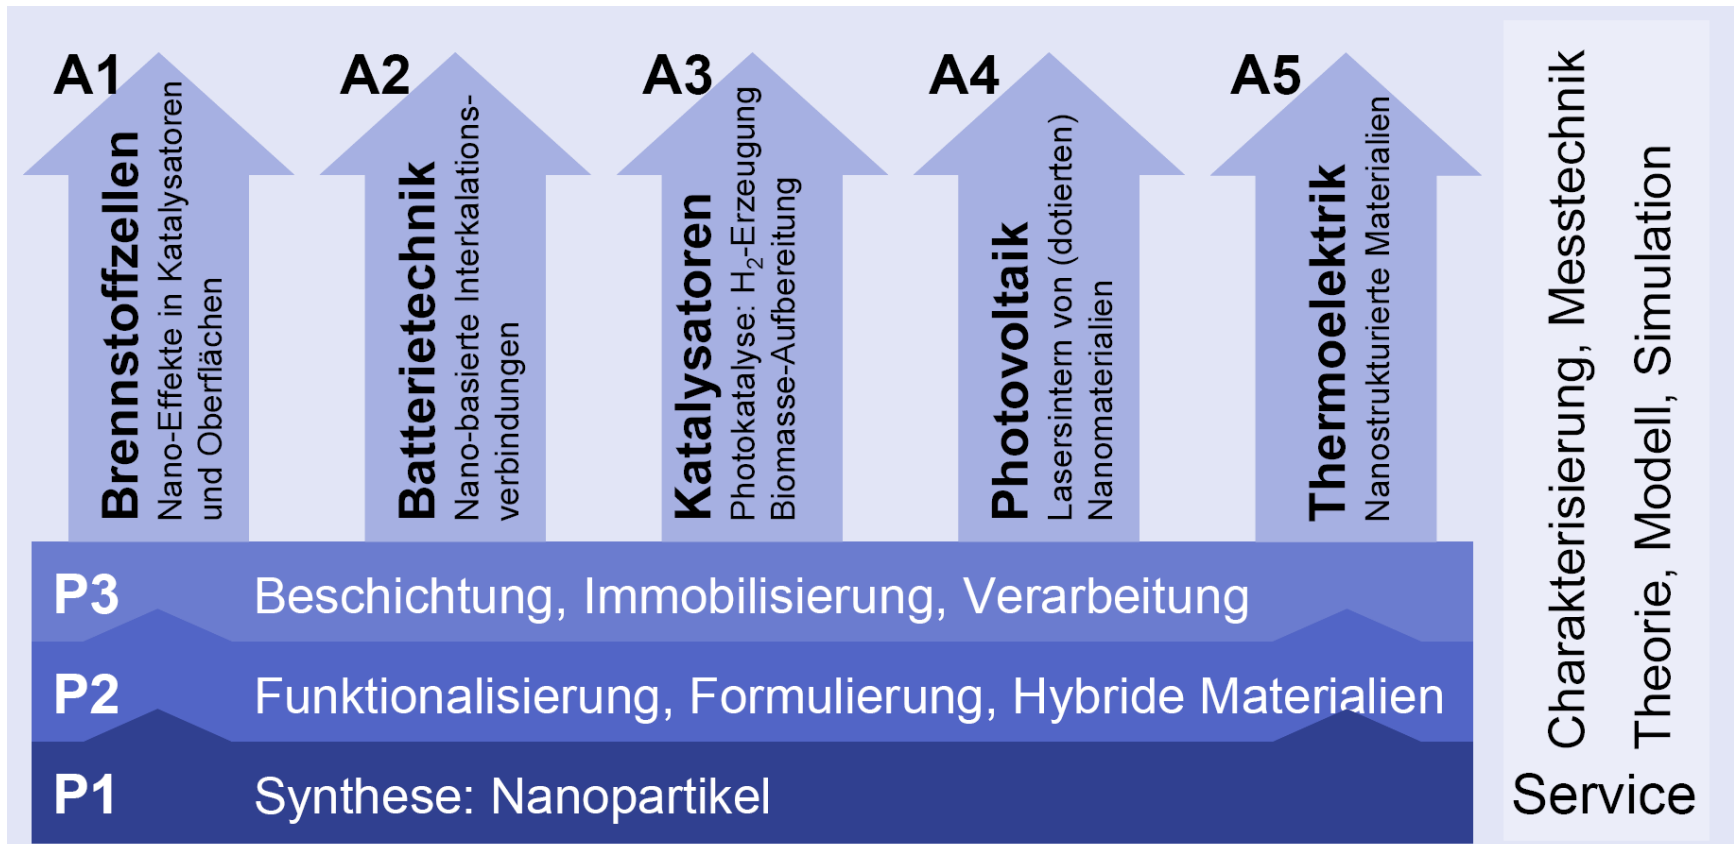 A1
Brennstoffzellen
Nano-Effekte in Katalysatoren
und Oberflächen
A2
Batterietechnik
Nano-basierte Interkalations-
verbindungen
A3
Katalysatoren
Photokatalyse: H₂-Erzeugung
Biomasse-Aufbereitung
A4
Photovoltaik
Lasersintern von (dotierten)
Nanomaterialien
A5
Thermoelektrik
Nanostrukturierte Materialien
P3 Beschichtung, Immobilisierung, Verarbeitung
P2 Funktionalisierung, Formulierung, Hybride Materialien
P1 Synthese: Nanopartikel
Charakterisierung, Messtechnik
Theorie, Modell, Simulation
Service